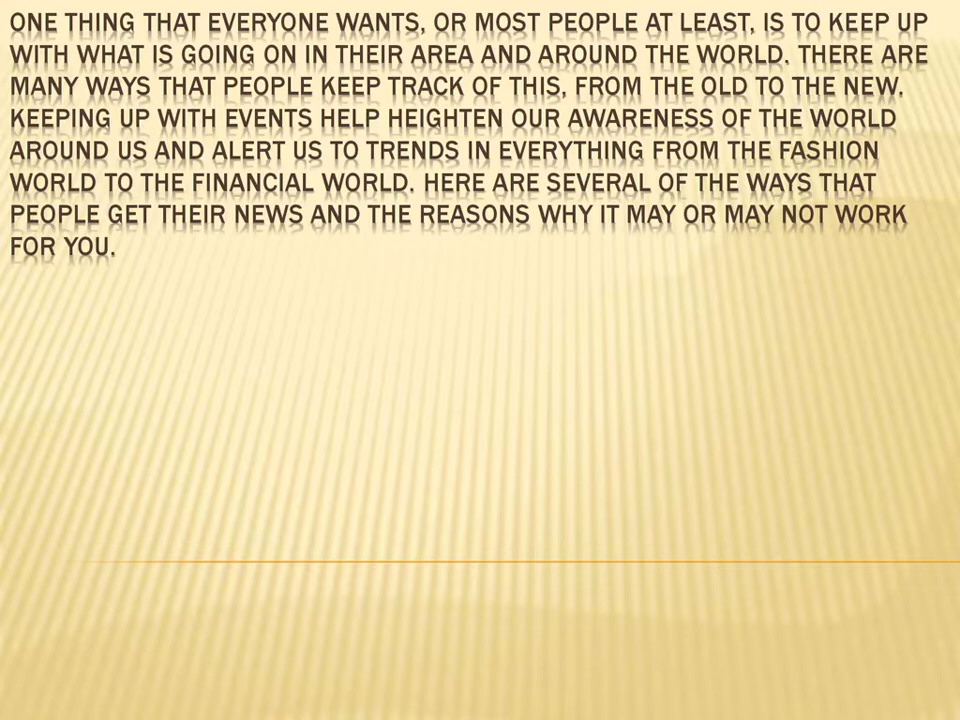 ONE THING THAT EVERYONE WANTS, OR MOST PEOPLE AT LEAST, IS TO KEEP UP
WITH WHAT IS GOING ON IN THEIR AREA AND AROUND THE WORLD. THERE ARE
MANY WAYS THAT PEOPLE KEEP TRACK OF THIS, FROM THE OLD TO THE NEW.
KEEPING UP WITH EVENTS HELP HEIGHTEN OUR AWARENESS OF THE WORLD
AROUND US AND ALERT US TO TRENDS IN EVERYTHING FROM THE FASHION
WORLD TO THE FINANCIAL WORLD. HERE ARE SEVERAL OF THE WAYS THAT
PEOPLE GET THEIR NEWS AND THE REASONS WHY IT MAY OR MAY NOT WORK
FOR YOU.